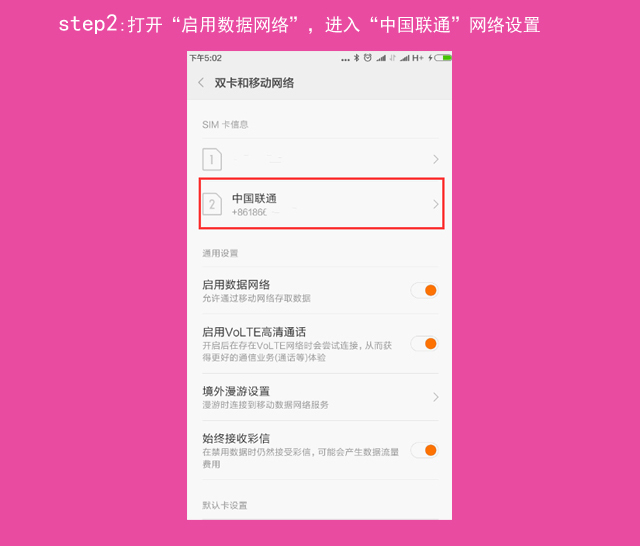 step2:打开“启用数据网络”，进入“中国联通”网络设置
下午5:02
... H+
双卡和移动网络
SIM 卡信息
1
2
中国联通
+86186
通用设置
启用数据网络
允许通过移动网络存取数据
启用VoLTE高清通话
开启后在存在VoLTE网络时会尝试连接，从而获
得更好的通信业务(通话等)体验
境外漫游设置
漫游时连接到移动数据网络服务
始终接收彩信
在禁用数据时仍然接受彩信，可能会产生数据流量
费用
默认卡设置